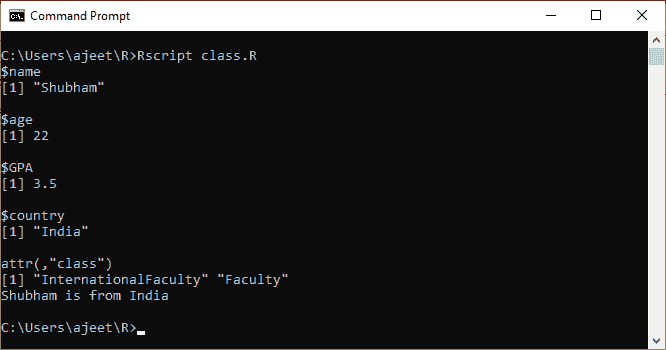 Command Prompt
C:\Users\ajeet\R>Rscript class.R
$name
[1] "Shubham"
$age
[1] 22
$GPA
[1] 3.5
$country
[1] "India"
attr(,"class")
[1] "InternationalFaculty" "Faculty"
Shubham is from India
C:\Users\ajeet\R>